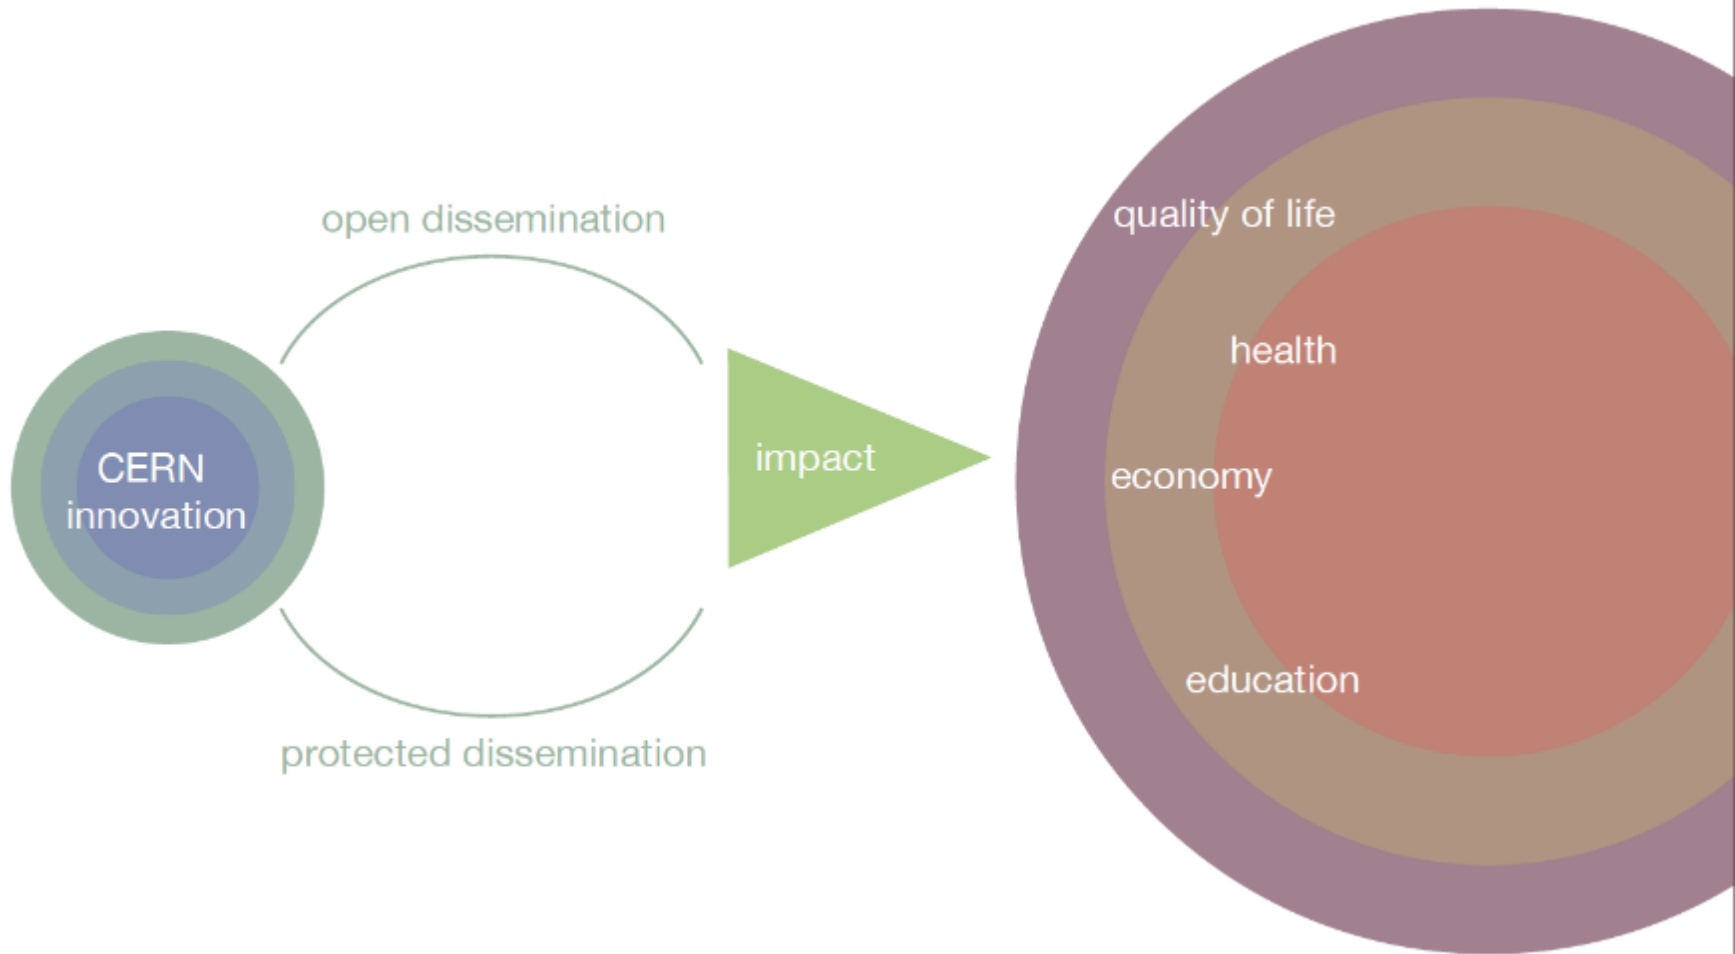 open dissemination
CERN
innovation
protected dissemination
impact
quality of life
health
economy
education